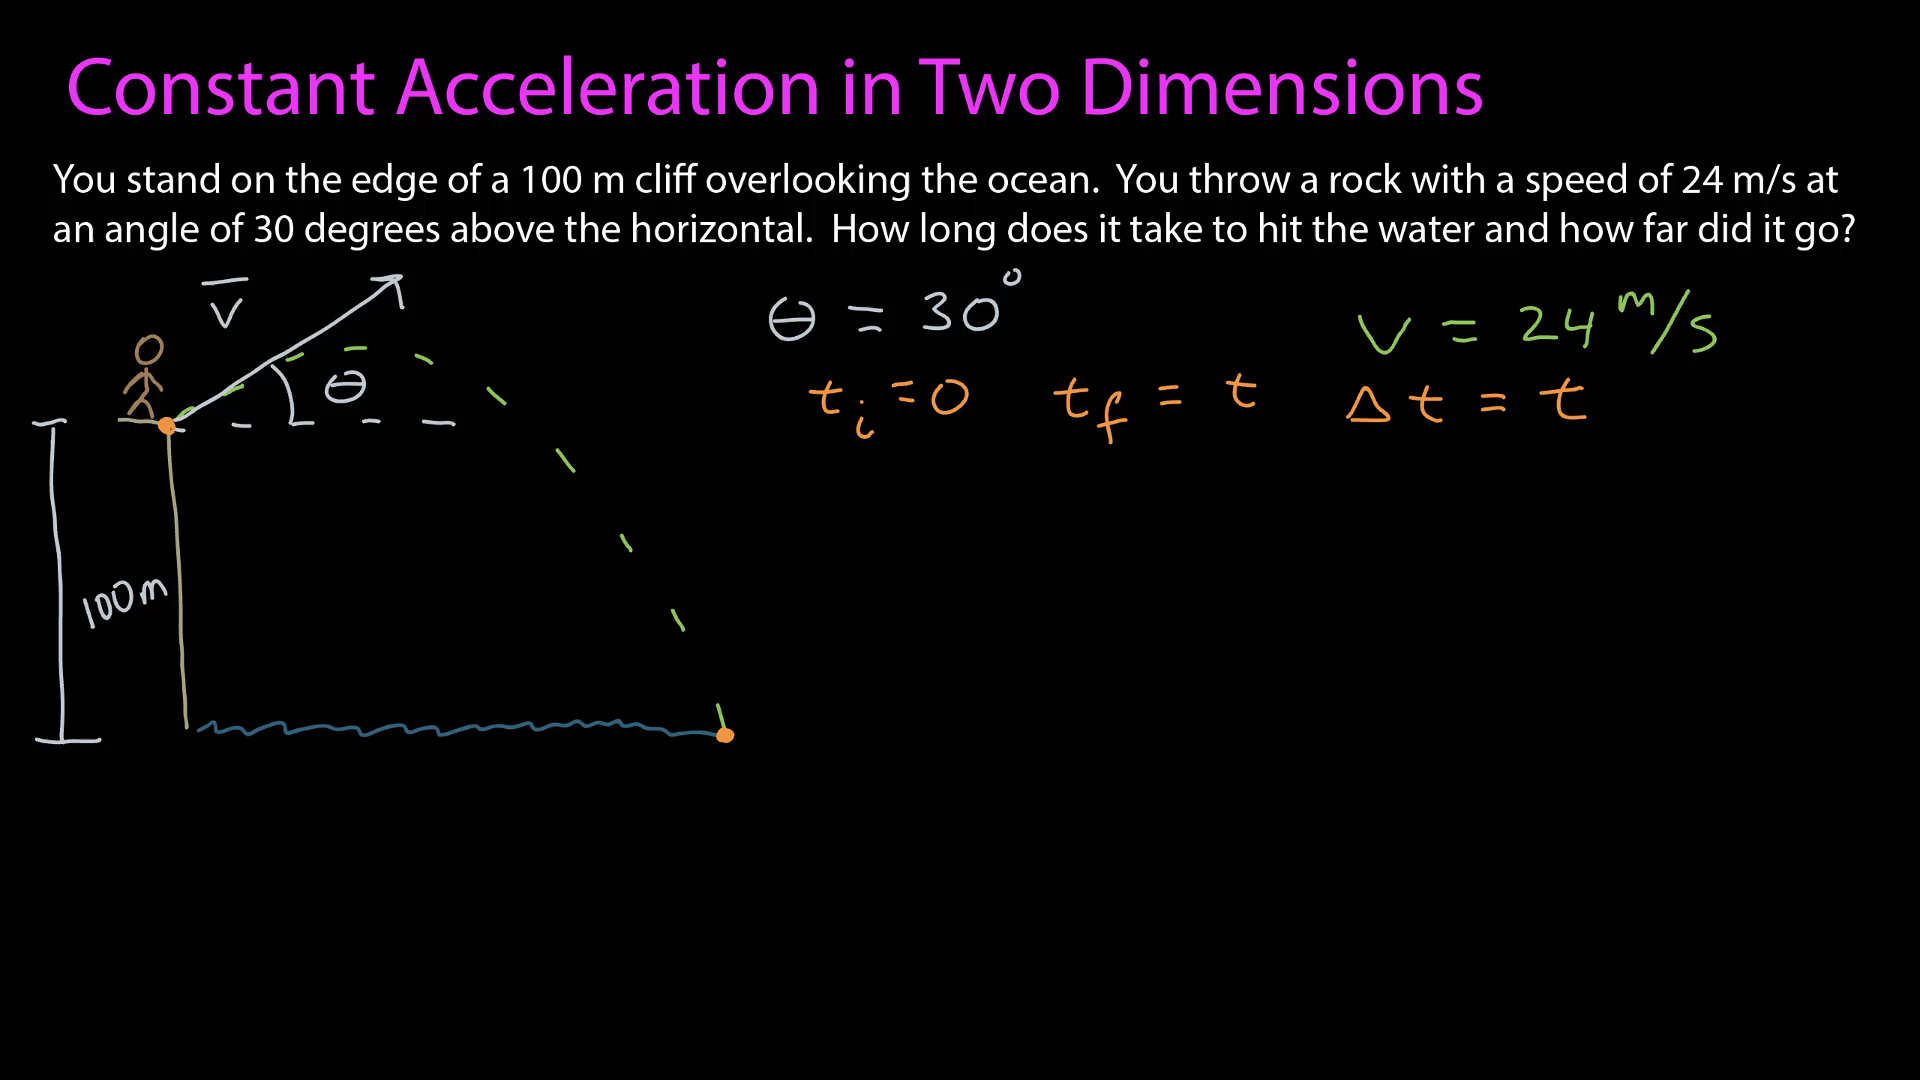 Constant Acceleration in Two Dimensions
You stand on the edge of a 100 m cliff overlooking the ocean.  You throw a rock with a speed of 24 m/s at
an angle of 30 degrees above the horizontal.  How long does it take to hit the water and how far did it go?
v̅
θ
100m
θ = 30°
v = 24 m/s
tᵢ = 0 t_f = t Δt = t